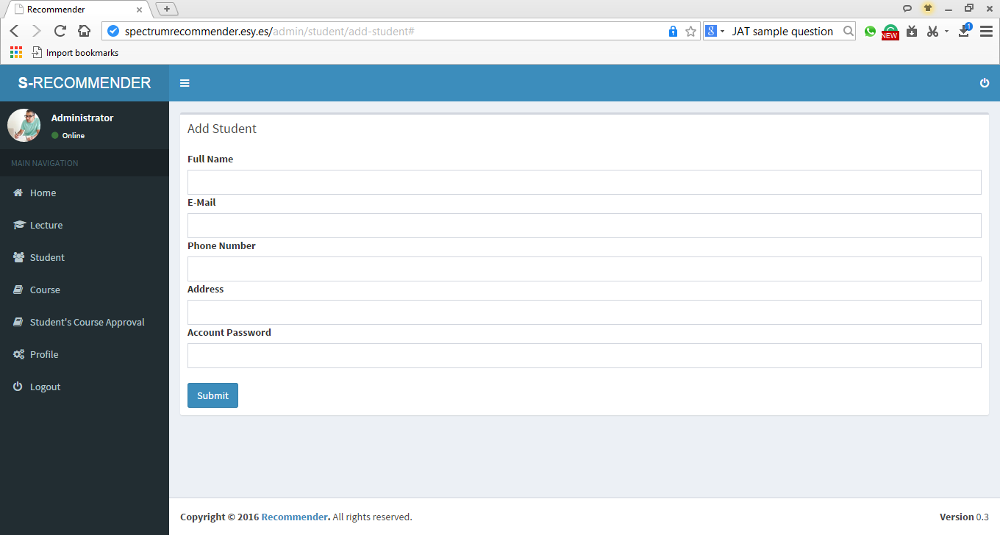 Recommender
spectrumrecommender.esy.es/admin/student/add-student#
JAT sample question
NEW
1
Import bookmarks
S-RECOMMENDER
Administrator
Online
MAIN NAVIGATION
Home
Lecture
Student
Course
Student's Course Approval
Profile
Logout
Add Student
Full Name
E-Mail
Phone Number
Address
Account Password
Submit
Copyright © 2016 Recommender. All rights reserved.
Version 0.3